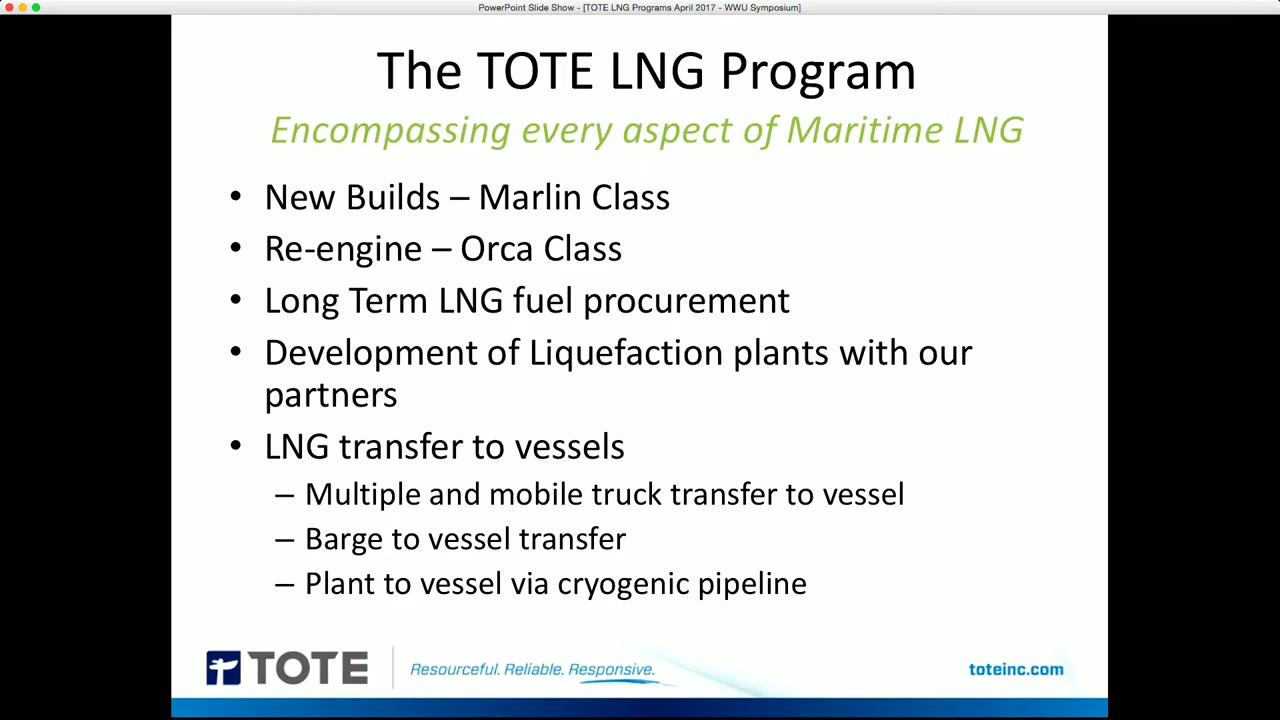 PowerPoint Slide Show - [TOTE LNG Programs April 2017 - WWU Symposium]
The TOTE LNG Program
Encompassing every aspect of Maritime LNG
• New Builds – Marlin Class
• Re-engine – Orca Class
• Long Term LNG fuel procurement
• Development of Liquefaction plants with our
partners
• LNG transfer to vessels
– Multiple and mobile truck transfer to vessel
– Barge to vessel transfer
– Plant to vessel via cryogenic pipeline
TOTE
Resourceful. Reliable. Responsive.
toteinc.com